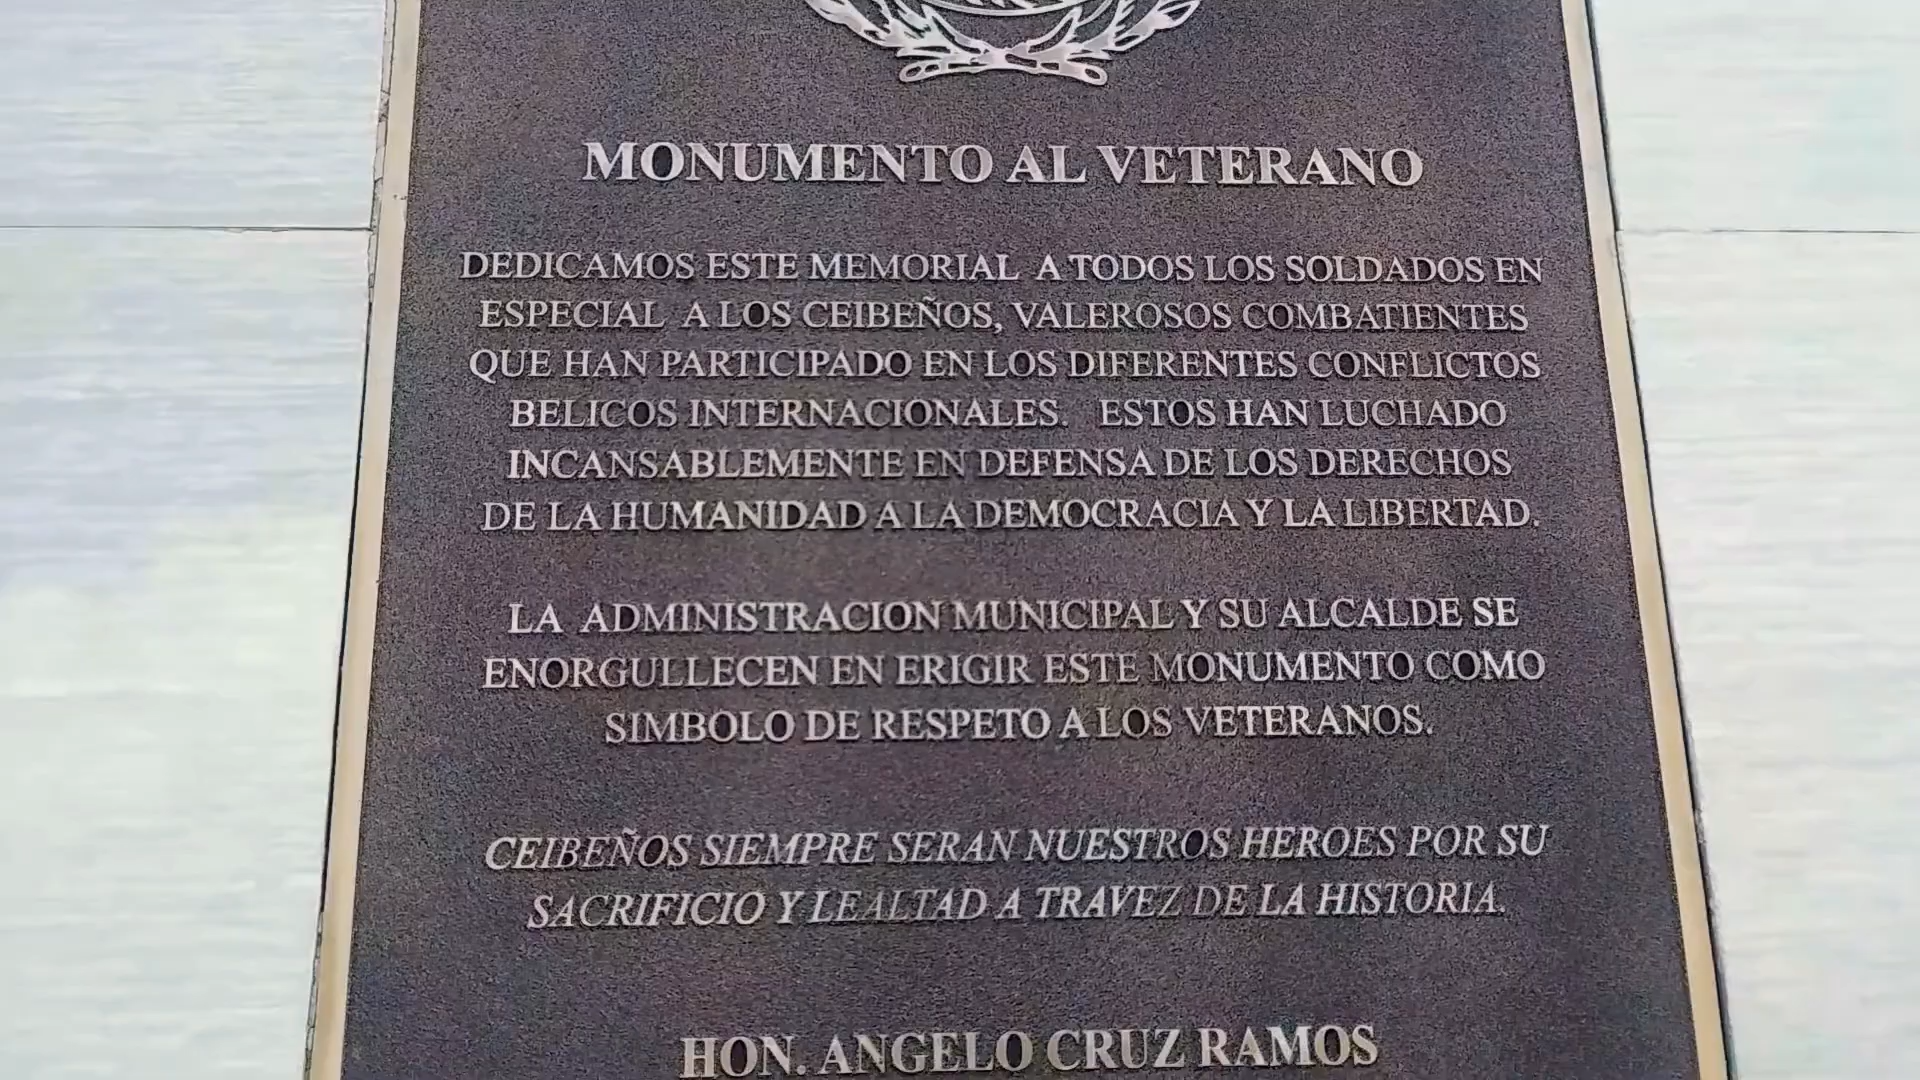 MONUMENTO AL VETERANO
DEDICAMOS ESTE MEMORIAL A TODOS LOS SOLDADOS EN
ESPECIAL A LOS CEIBEÑOS, VALEROSOS COMBATIENTES
QUE HAN PARTICIPADO EN LOS DIFERENTES CONFLICTOS
BELICOS INTERNACIONALES. ESTOS HAN LUCHADO
INCANSABLEMENTE EN DEFENSA DE LOS DERECHOS
DE LA HUMANIDAD A LA DEMOCRACIA Y LA LIBERTAD.
LA ADMINISTRACION MUNICIPAL Y SU ALCALDE SE
ENORGULLECEN EN ERIGIR ESTE MONUMENTO COMO
SIMBOLO DE RESPETO A LOS VETERANOS.
CEIBEÑOS SIEMPRE SERAN NUESTROS HEROES POR SU
SACRIFICIO Y LEALTAD A TRAVEZ DE LA HISTORIA.
HON. ANGELO CRUZ RAMOS